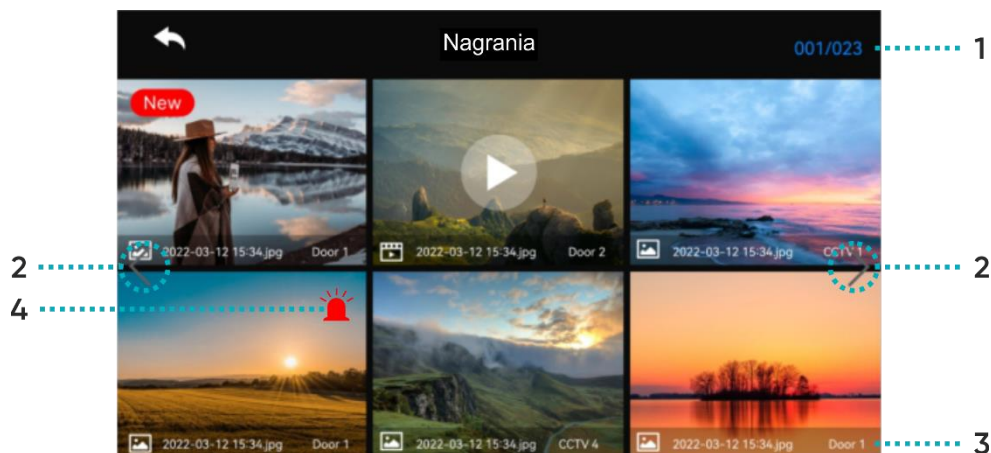 Nagrania
001/023
1
New
2022-03-12 15:34.jpg Door 1
2022-03-12 15:34.jpg Door 2
2022-03-12 15:34.jpg CCTV 1
2
2
4
2022-03-12 15:34.jpg Door 1
2022-03-12 15:34.jpg CCTV 4
2022-03-12 15:34.jpg Door 1
3